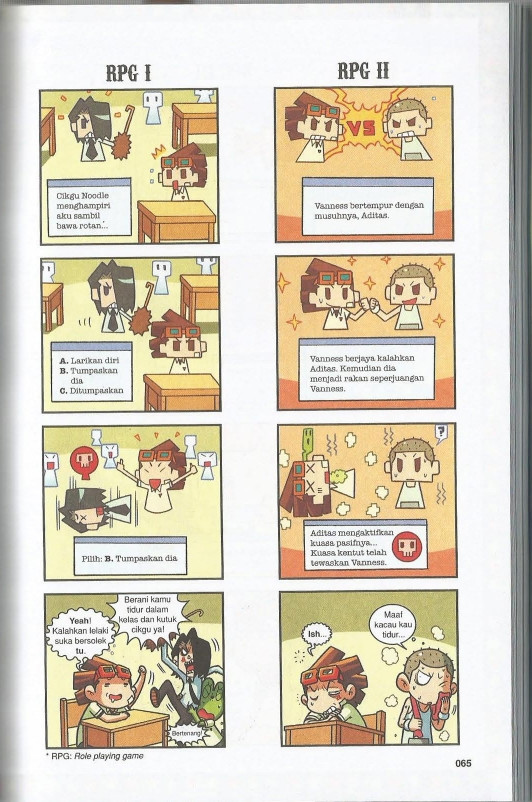 RPG I
Cikgu Noodle
menghampiri
aku sambil
bawa rotan...
A. Larikan diri
B. Tumpaskan
dia
C. Ditumpaskan
Pilih: B. Tumpaskan dia
Yeah!
Kalahkan lelaki
suka bersolek
tu.
Berani kamu
tidur dalam
kelas dan kutuk
cikgu ya!
Bertenang!
* RPG: Role playing game
RPG II
VS
Vanness bertempur dengan
musuhnya, Aditas.
Vanness berjaya kalahkan
Aditas. Kemudian dia
menjadi rakan seperjuangan
Vanness.
?
Aditas mengaktifkan
kuasa pasifnya...
Kuasa kentut telah
tewaskan Vanness.
Ish...
Maaf
kacau kau
tidur...
065